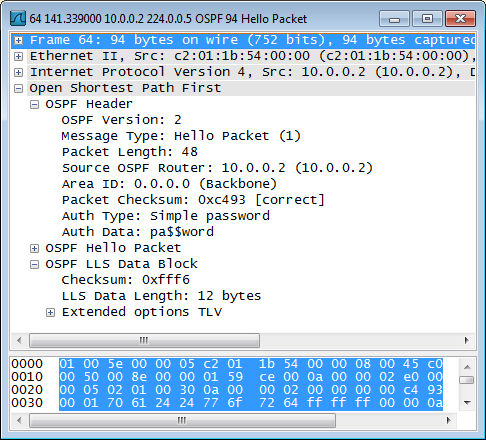 64 141.339000 10.0.0.2 224.0.0.5 OSPF 94 Hello Packet
Frame 64: 94 bytes on wire (752 bits), 94 bytes captured
Ethernet II, Src: c2:01:1b:54:00:00 (c2:01:1b:54:00:00),
Internet Protocol Version 4, Src: 10.0.0.2 (10.0.0.2), D
Open Shortest Path First
OSPF Header
OSPF Version: 2
Message Type: Hello Packet (1)
Packet Length: 48
Source OSPF Router: 10.0.0.2 (10.0.0.2)
Area ID: 0.0.0.0 (Backbone)
Packet Checksum: 0xc493 [correct]
Auth Type: Simple password
Auth Data: pa$$word
OSPF Hello Packet
OSPF LLS Data Block
Checksum: 0xfff6
LLS Data Length: 12 bytes
Extended options TLV
0000 01 00 5e 00 00 05 c2 01 1b 54 00 00 08 00 45 c0
0010 00 50 00 8e 00 00 01 59 ce 00 0a 00 00 02 e0 00
0020 00 05 02 01 00 30 0a 00 00 02 00 00 00 00 c4 93
0030 00 01 70 61 24 24 77 6f 72 64 ff ff ff 00 00 0a